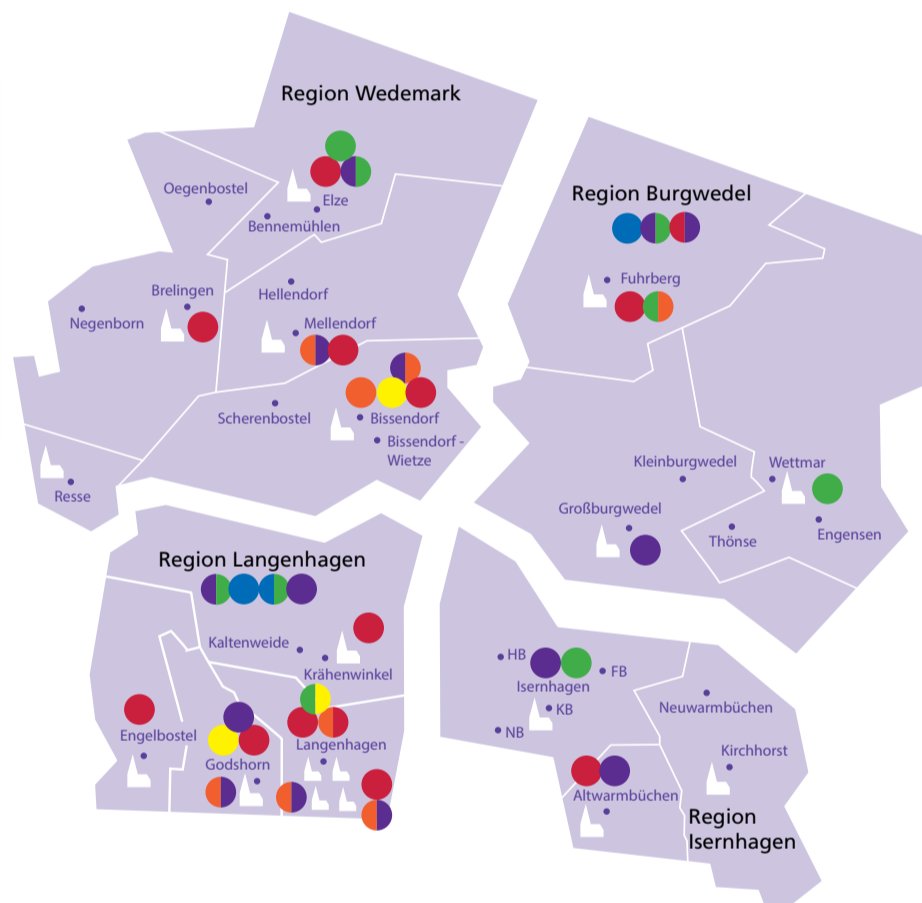 Region Wedemark
Oegenbostel
Elze
Bennemühlen
Brelingen
Hellendorf
Negenborn
Mellendorf
Scherenbostel
Bissendorf
Bissendorf -
Wietze
Resse
Region Burgwedel
Fuhrberg
Kleinburgwedel
Wettmar
Großburgwedel
Thönse
Engensen
Region Langenhagen
Kaltenweide
Krähenwinkel
Engelbostel
Godshorn
Langenhagen
HB
FB
Isernhagen
KB
NB
Neuwarmbüchen
Kirchhorst
Altwarmbüchen
Region
Isernhagen